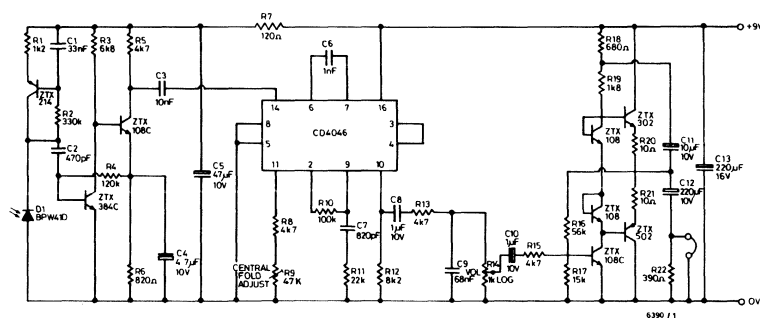 R1
1k2
C1
33nF
R3
6k8
R5
4k7
R7
120Ω
C6
1nF
R18
680Ω
+9V
ZTX
214
R2
330k
C2
470pF
R4
120k
ZTX
108C
C3
10nF
C5
47µF
10V
14
6
7
16
8
5
CD4046
3
4
11
2
9
10
R19
1k8
ZTX
302
ZTX
108
R20
10Ω
C11
10µF
10V
C13
220µF
16V
D1
BPW41D
ZTX
384C
C4
4.7µF
10V
R6
820Ω
R8
4k7
CENTRAL
(FOLD
ADJUST
R9
47K
R10
100k
C7
820pF
R11
22k
C8
1µF
10V
R13
4k7
R12
8k2
C9
68nF
VOL
R14
1k LOG
C10
1µF
10V
R15
4k7
R16
56k
R17
15k
ZTX
108
ZTX
108C
R21
10Ω
ZTX
502
C12
220µF
10V
R22
390Ω
0V
6390/1